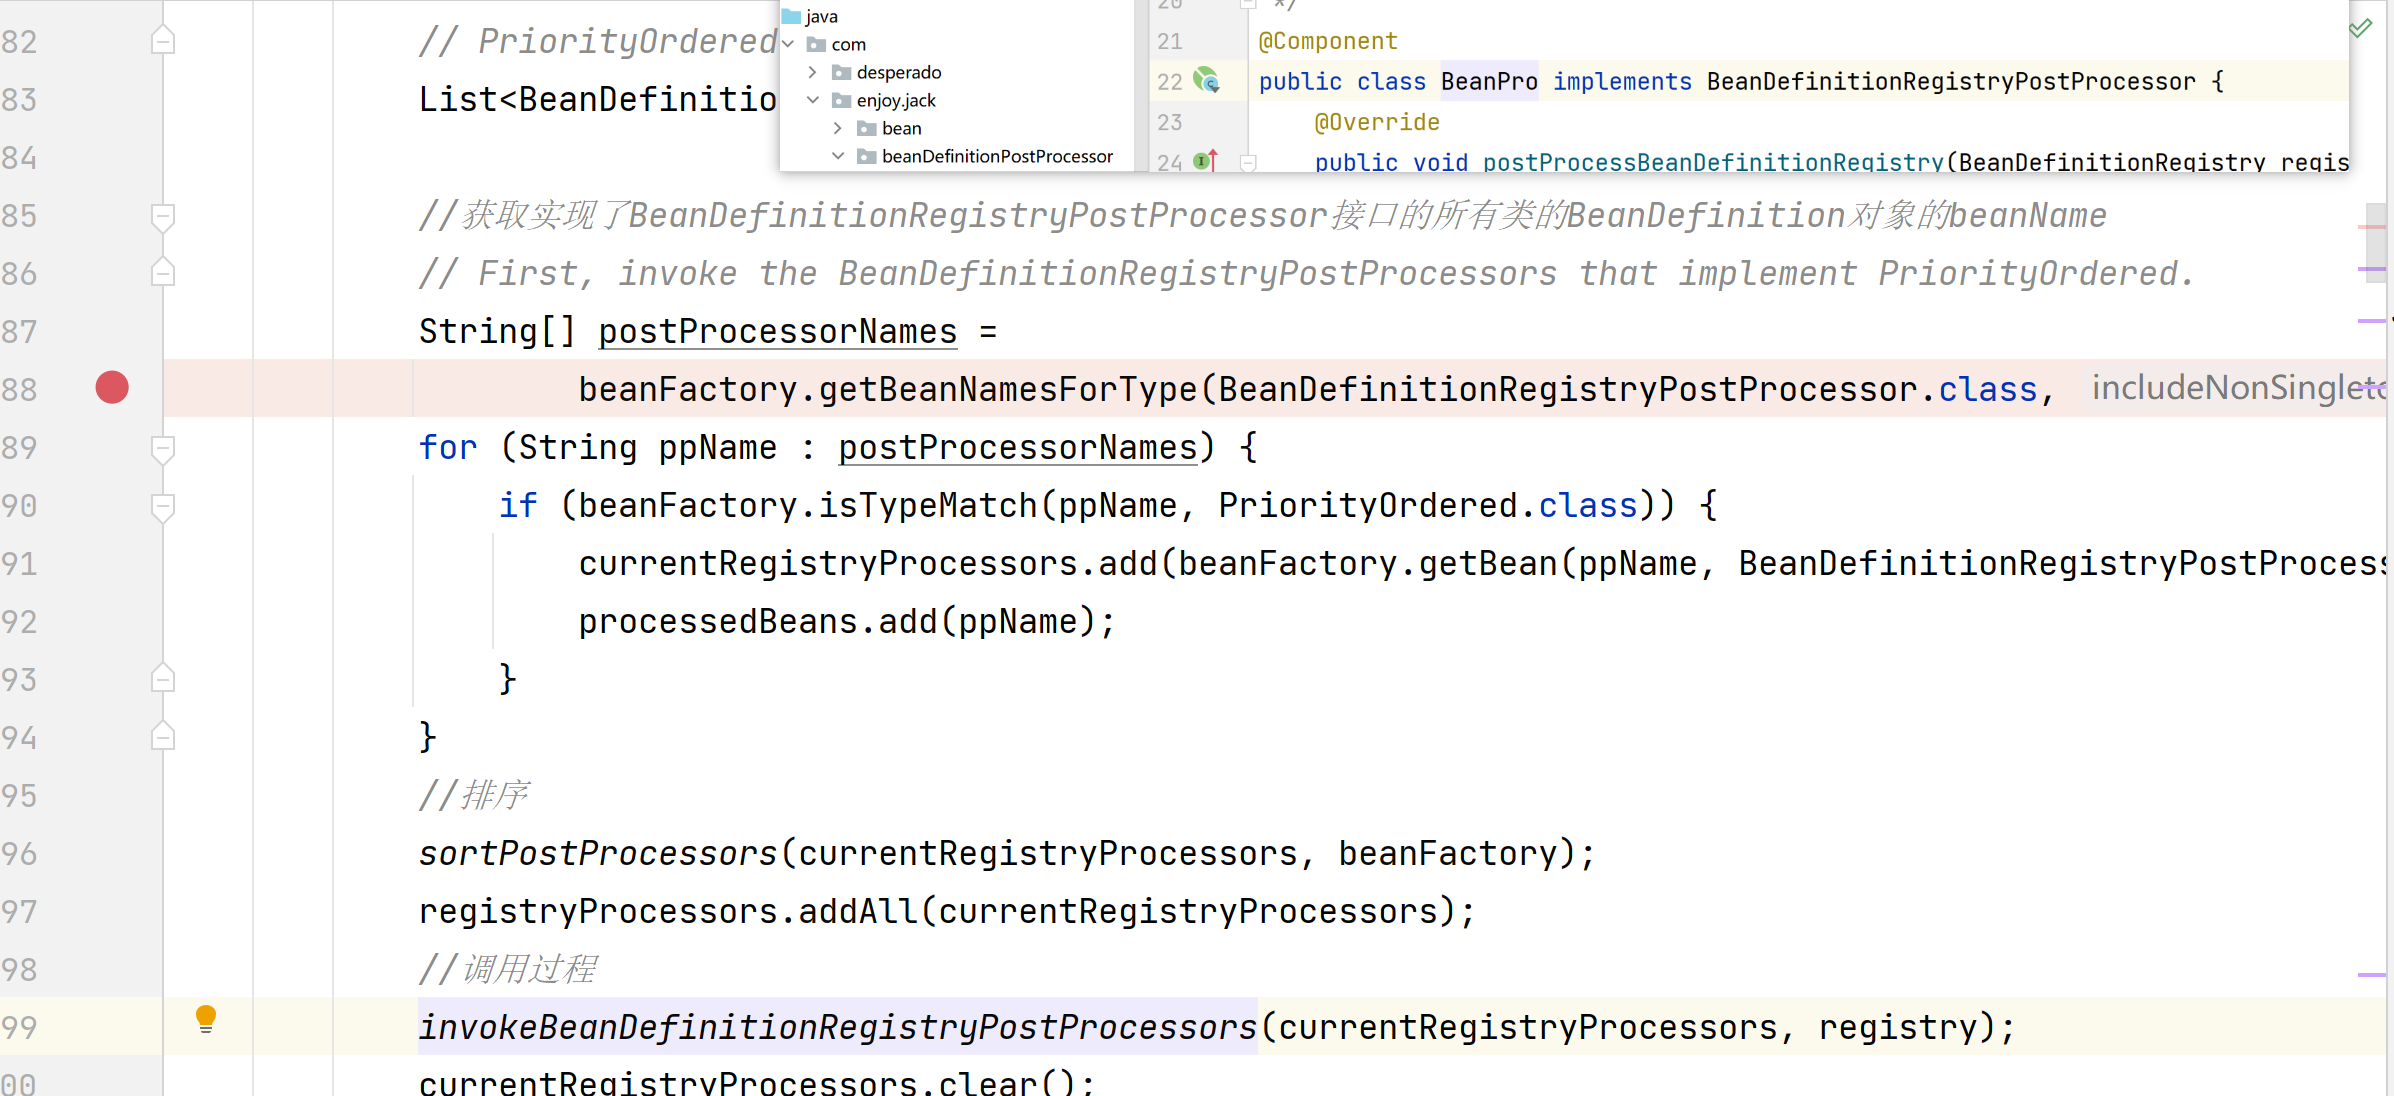 82 // PriorityOrdered
83 List<BeanDefinitio
84
java
com
desperado
enjoy.jack
bean
beanDefinitionPostProcessor
20 */
21 @Component
22 public class BeanPro implements BeanDefinitionRegistryPostProcessor {
23 @Override
24 public void postProcessBeanDefinitionRegistry(BeanDefinitionRegistry regis
85 //获取实现了BeanDefinitionRegistryPostProcessor接口的所有类的BeanDefinition对象的beanName
86 // First, invoke the BeanDefinitionRegistryPostProcessors that implement PriorityOrdered.
87 String[] postProcessorNames =
88 beanFactory.getBeanNamesForType(BeanDefinitionRegistryPostProcessor.class, includeNonSingleto
89 for (String ppName : postProcessorNames) {
90 if (beanFactory.isTypeMatch(ppName, PriorityOrdered.class)) {
91 currentRegistryProcessors.add(beanFactory.getBean(ppName, BeanDefinitionRegistryPostProcess
92 processedBeans.add(ppName);
93 }
94 }
95 //排序
96 sortPostProcessors(currentRegistryProcessors, beanFactory);
97 registryProcessors.addAll(currentRegistryProcessors);
98 //调用过程
99 invokeBeanDefinitionRegistryPostProcessors(currentRegistryProcessors, registry);
00 currentRegistryProcessors.clear();